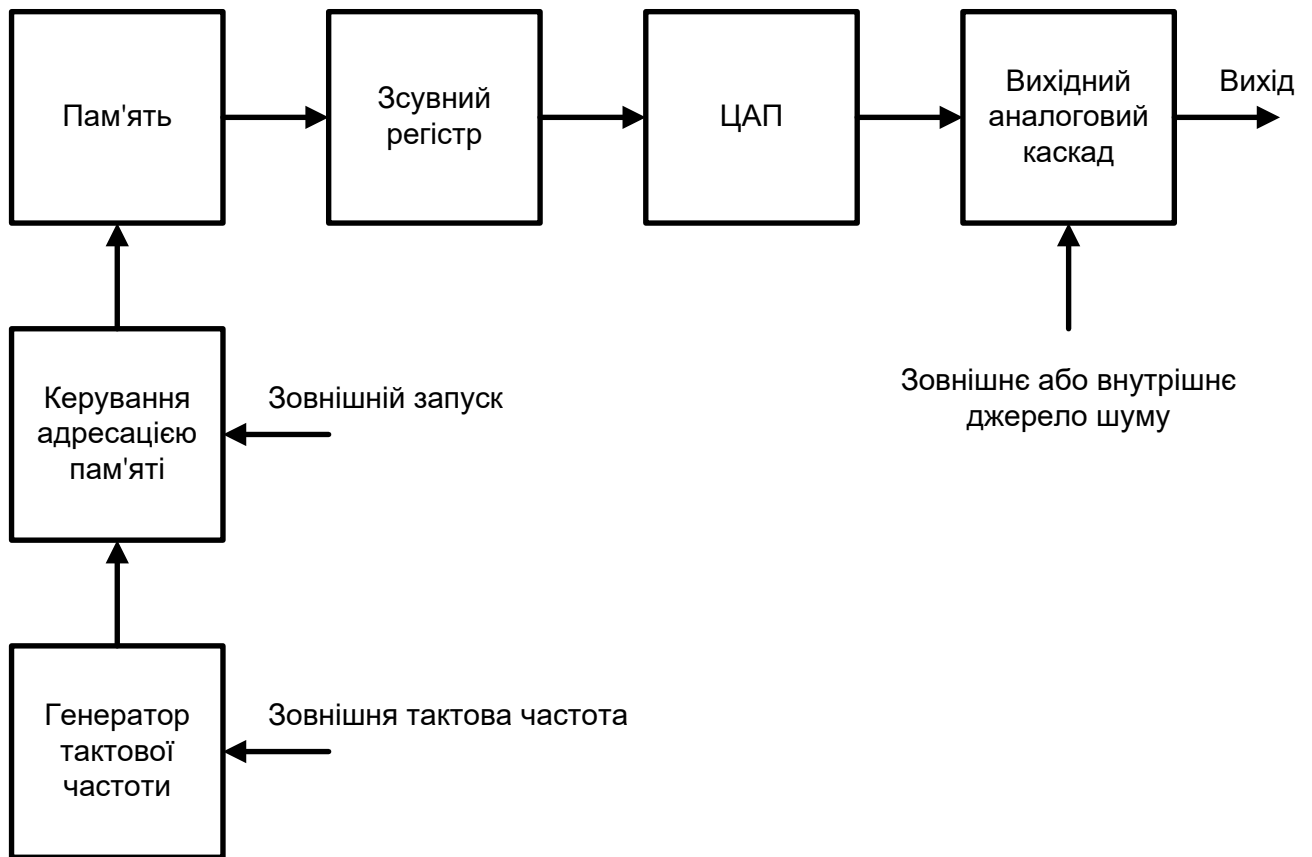 Пам'ять
Зсувний
регістр
ЦАП
Вихідний
аналоговий
каскад
Вихід
Керування
адресацією
пам'яті
Зовнішній запуск
Зовнішнє або внутрішнє
джерело шуму
Генератор
тактової
частоти
Зовнішня тактова частота